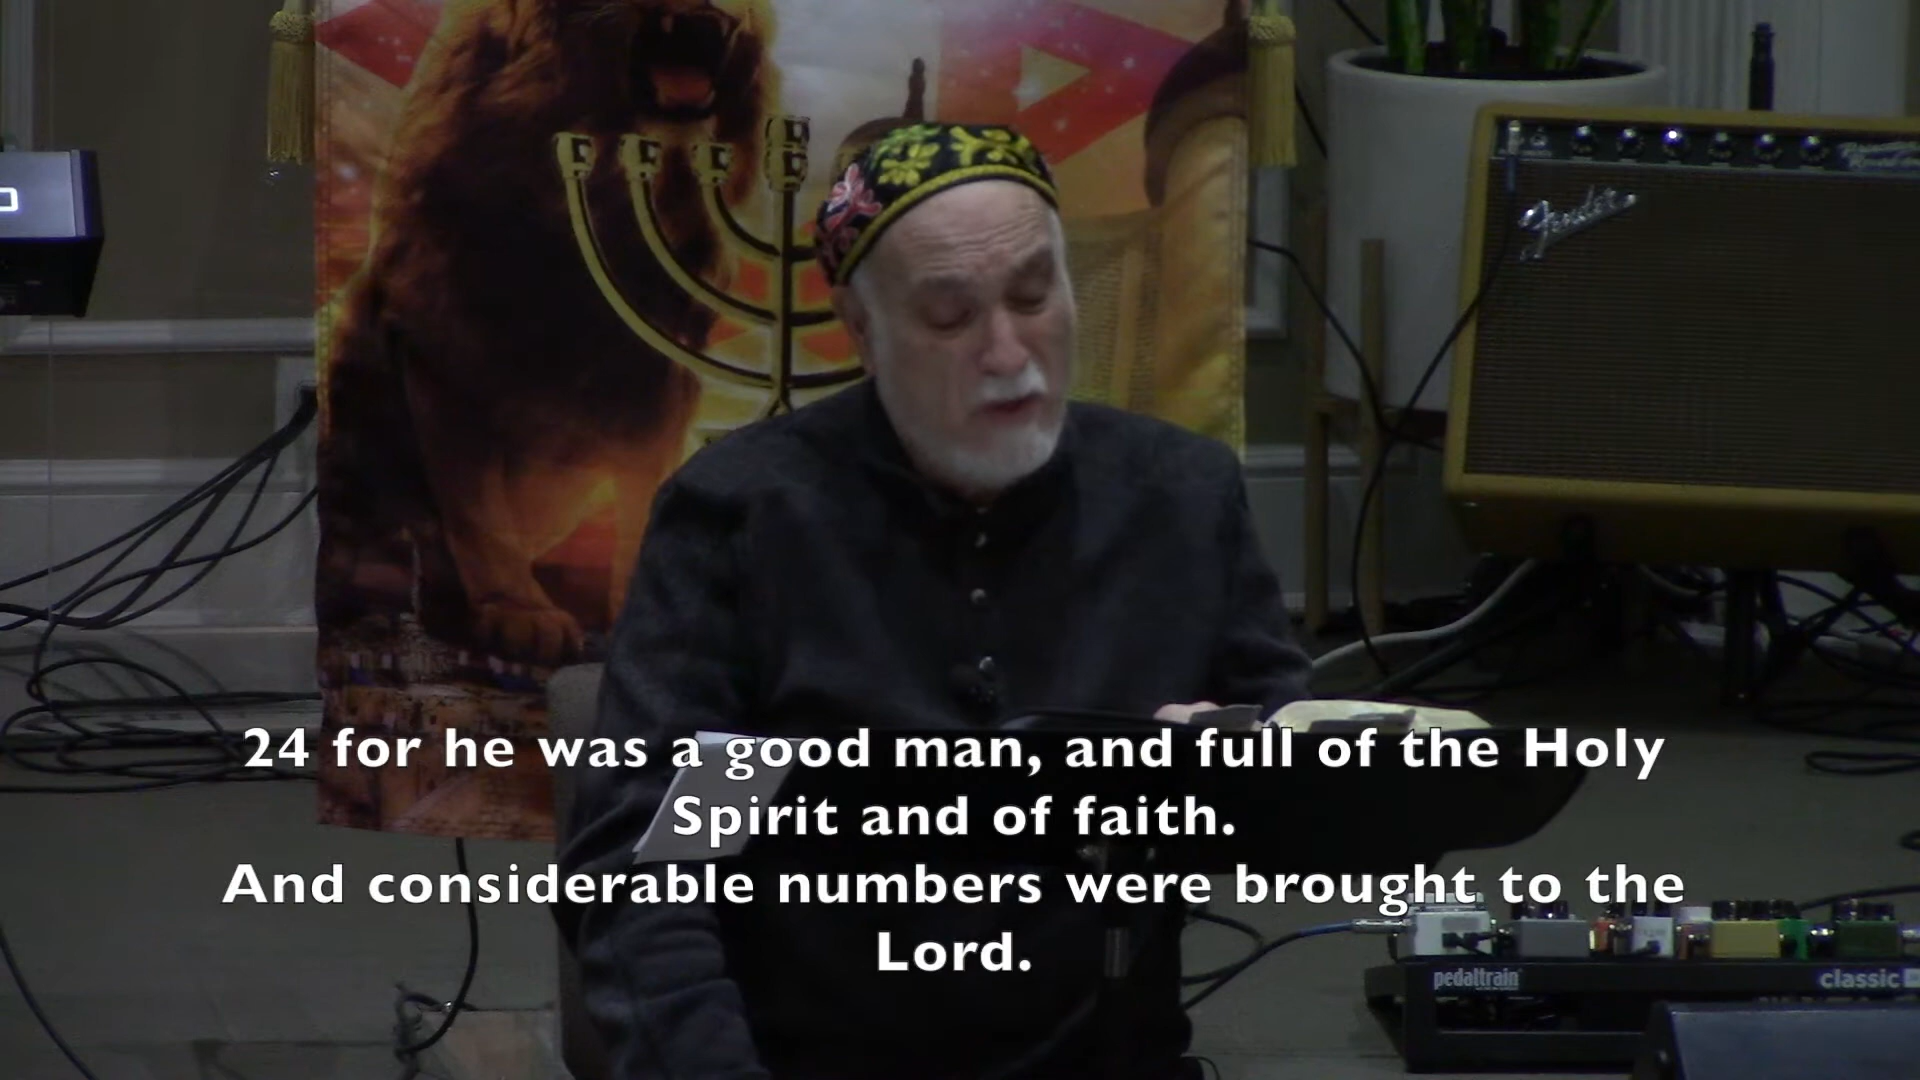 Fender
24 for he was a good man, and full of the Holy
Spirit and of faith.
And considerable numbers were brought to the
Lord.
pedaltrain
classic